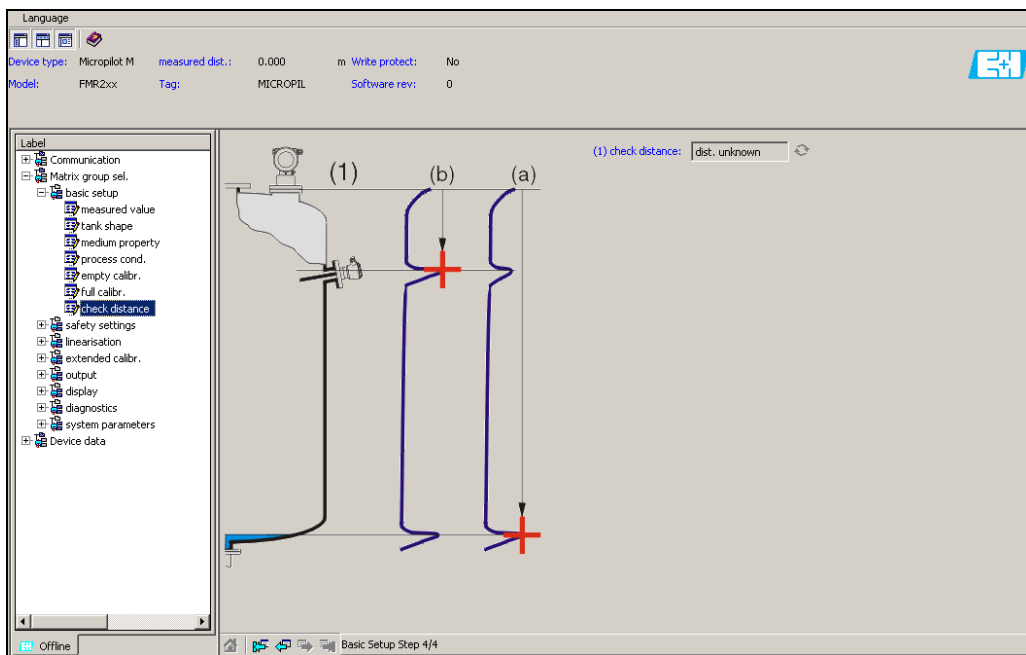 Language
Device type: Micropilot M measured dist.: 0.000 m Write protect: No
E+H
Model: FMR2xx Tag: MICROPIL Software rev: 0
Label
Communication
Matrix group sel.
basic setup
measured value
tank shape
medium property
process cond.
empty calibr.
full calibr.
check distance
safety settings
linearisation
extended calibr.
output
display
diagnostics
system parameters
Device data
(1) (b) (a)
(1) check distance: dist. unknown
Offline
Basic Setup Step 4/4